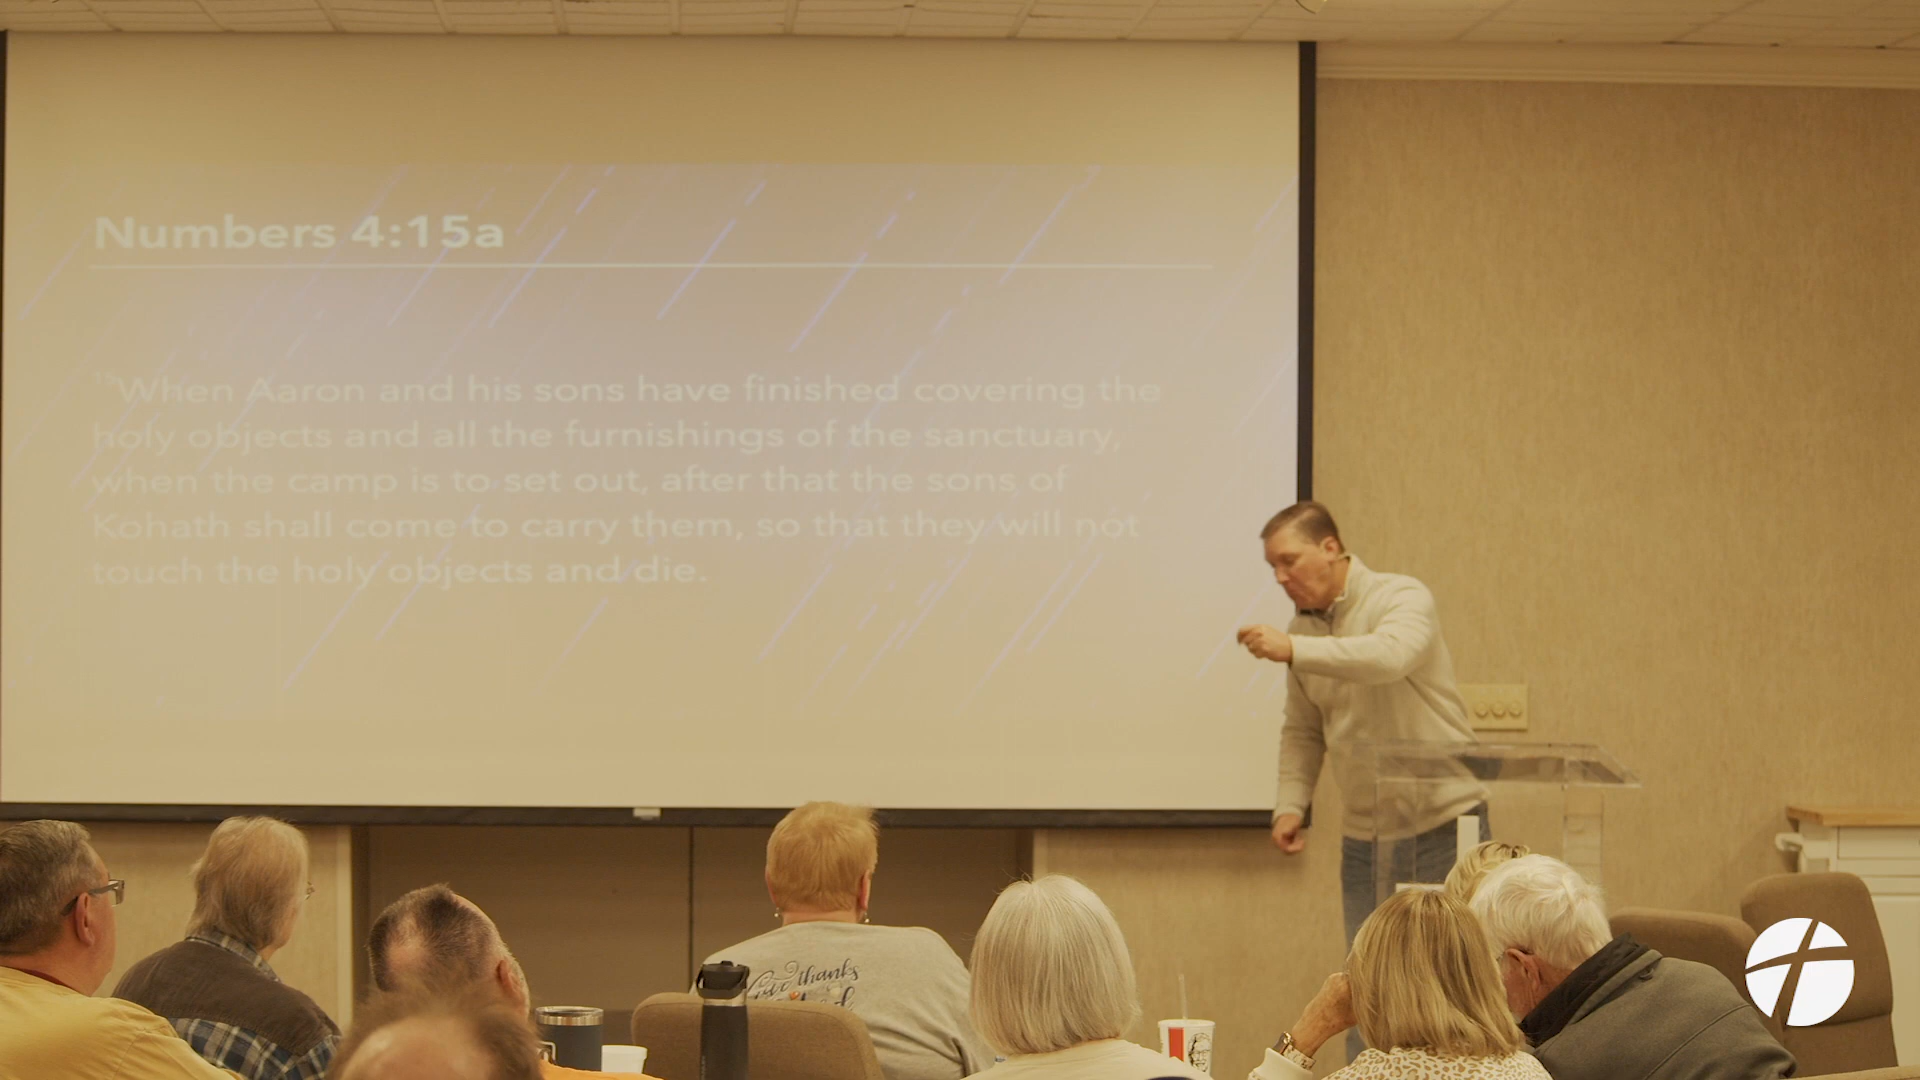 Numbers 4:15a
15"When Aaron and his sons have finished covering the
holy objects and all the furnishings of the sanctuary,
when the camp is to set out, after that the sons of
Kohath shall come to carry them, so that they will not
touch the holy objects and die.
thanks